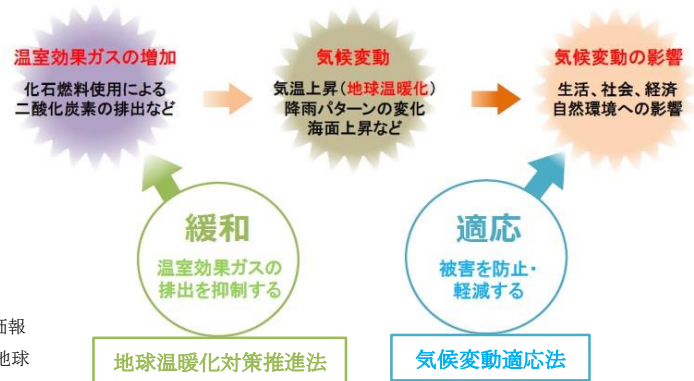 温室効果ガスの増加
化石燃料使用による
二酸化炭素の排出など
気候変動
気温上昇(地球温暖化)
降雨パターンの変化
海面上昇など
気候変動の影響
生活、社会、経済
自然環境への影響
緩和
温室効果ガスの
排出を抑制する
適応
被害を防止・
軽減する
価報
地球
地球温暖化対策推進法
気候変動適応法